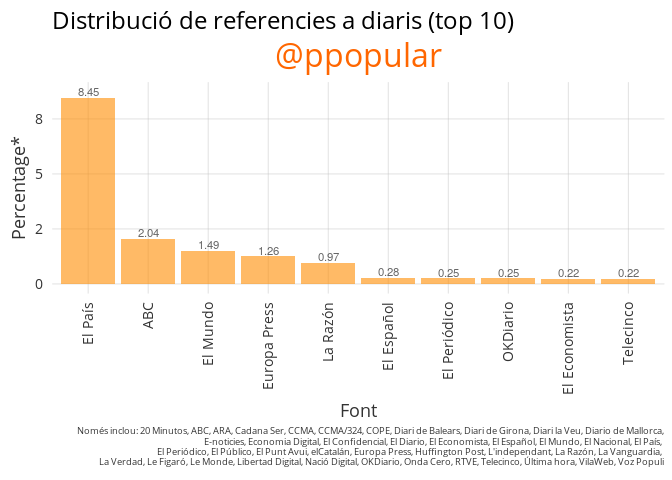 Distribució de referencies a diaris (top 10)
@ppopular
Percentage*
8
5
2
0
8.45
2.04
1.49
1.26
0.97
0.28
0.25
0.25
0.22
0.22
El País
ABC
El Mundo
Europa Press
La Razón
El Español
El Periódico
OKDiario
El Economista
Telecinco
Font
Només inclou: 20 Minutos, ABC, ARA, Cadana Ser, CCMA, CCMA/324, COPE, Diari de Balears, Diari de Girona, Diari la Veu, Diario de Mallorca,
E-noticies, Economia Digital, El Confidencial, El Diario, El Economista, El Español, El Mundo, El Nacional, El País,
El Periódico, El Público, El Punt Avui, elCatalán, Europa Press, Huffington Post, L'independant, La Razón, La Vanguardia,
La Verdad, Le Figaró, Le Monde, Libertad Digital, Nació Digital, OKDiario, Onda Cero, RTVE, Telecinco, Última hora, VilaWeb, Voz Populi